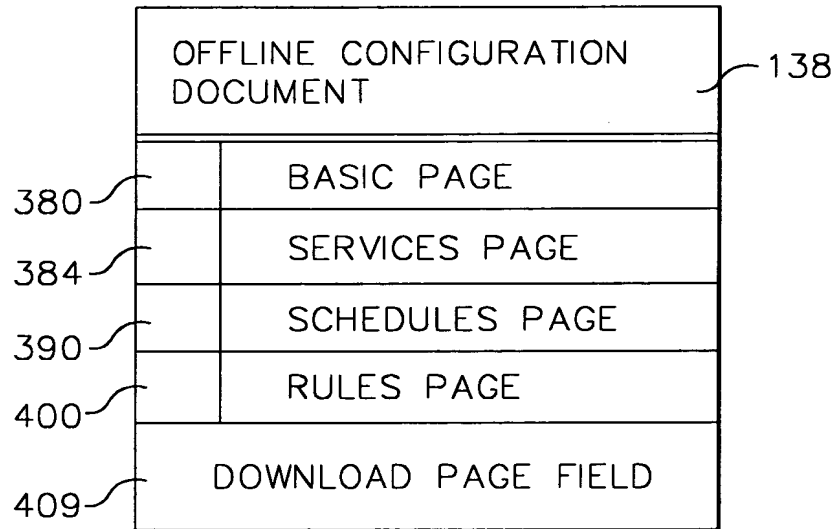 OFFLINE CONFIGURATION
DOCUMENT
138
380
BASIC PAGE
384
SERVICES PAGE
390
SCHEDULES PAGE
400
RULES PAGE
409
DOWNLOAD PAGE FIELD